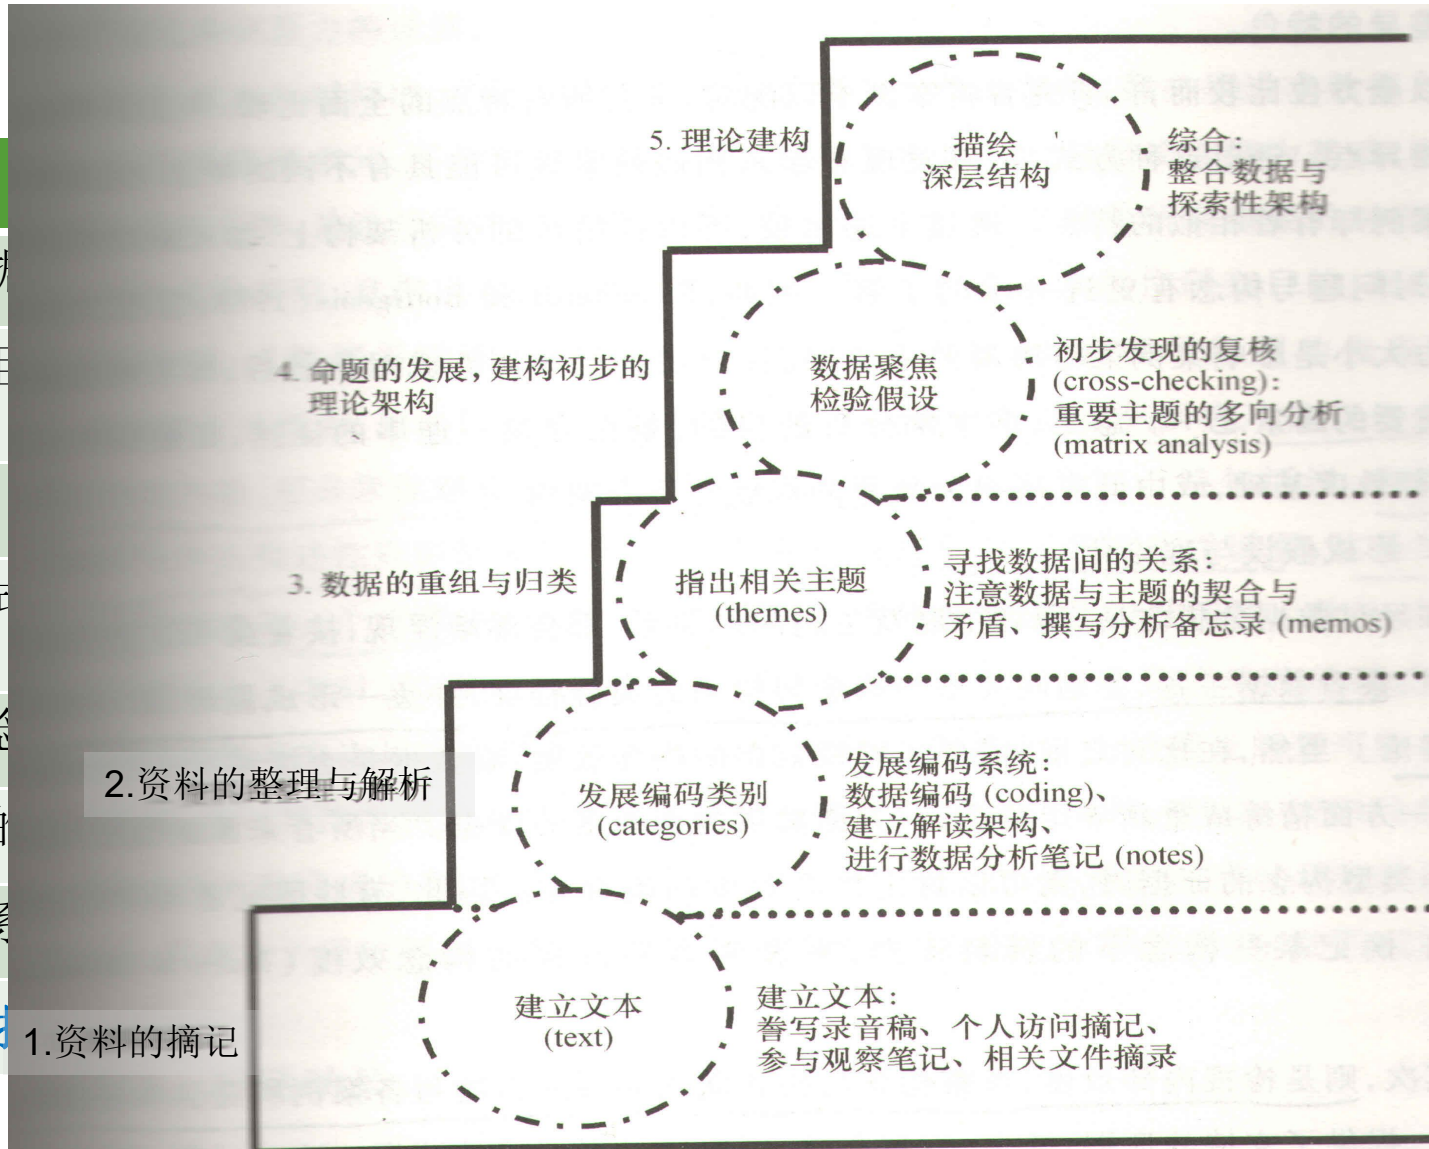 5. 理论建构
描绘
深层结构
综合:
整合数据与
探索性架构
4. 命题的发展，建构初步的
理论架构
数据聚焦
检验假设
初步发现的复核
(cross-checking):
重要主题的多向分析
(matrix analysis)
3. 数据的重组与归类
指出相关主题
(themes)
寻找数据间的关系:
注意数据与主题的契合与
矛盾、撰写分析备忘录 (memos)
2.资料的整理与解析
发展编码类别
(categories)
发展编码系统:
数据编码 (coding)、
建立解读架构、
进行数据分析笔记 (notes)
1.资料的摘记
建立文本
(text)
建立文本:
誊写录音稿、个人访问摘记、
参与观察笔记、相关文件摘录